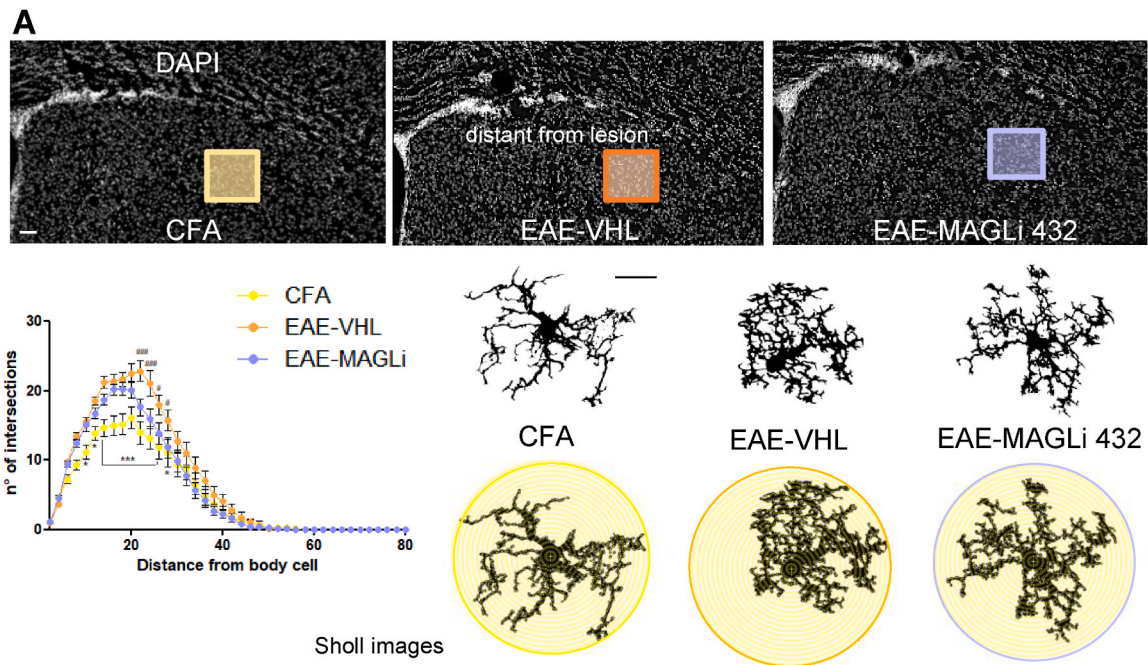 A
DAPI
CFA
distant from lesion
EAE-VHL
EAE-MAGLi 432
CFA
EAE-VHL
EAE-MAGLi
n° of intersections
30
20
10
0
###
###
#
#
*
*
***
*
20
40
60
80
Distance from body cell
CFA
EAE-VHL
EAE-MAGLi 432
Sholl images